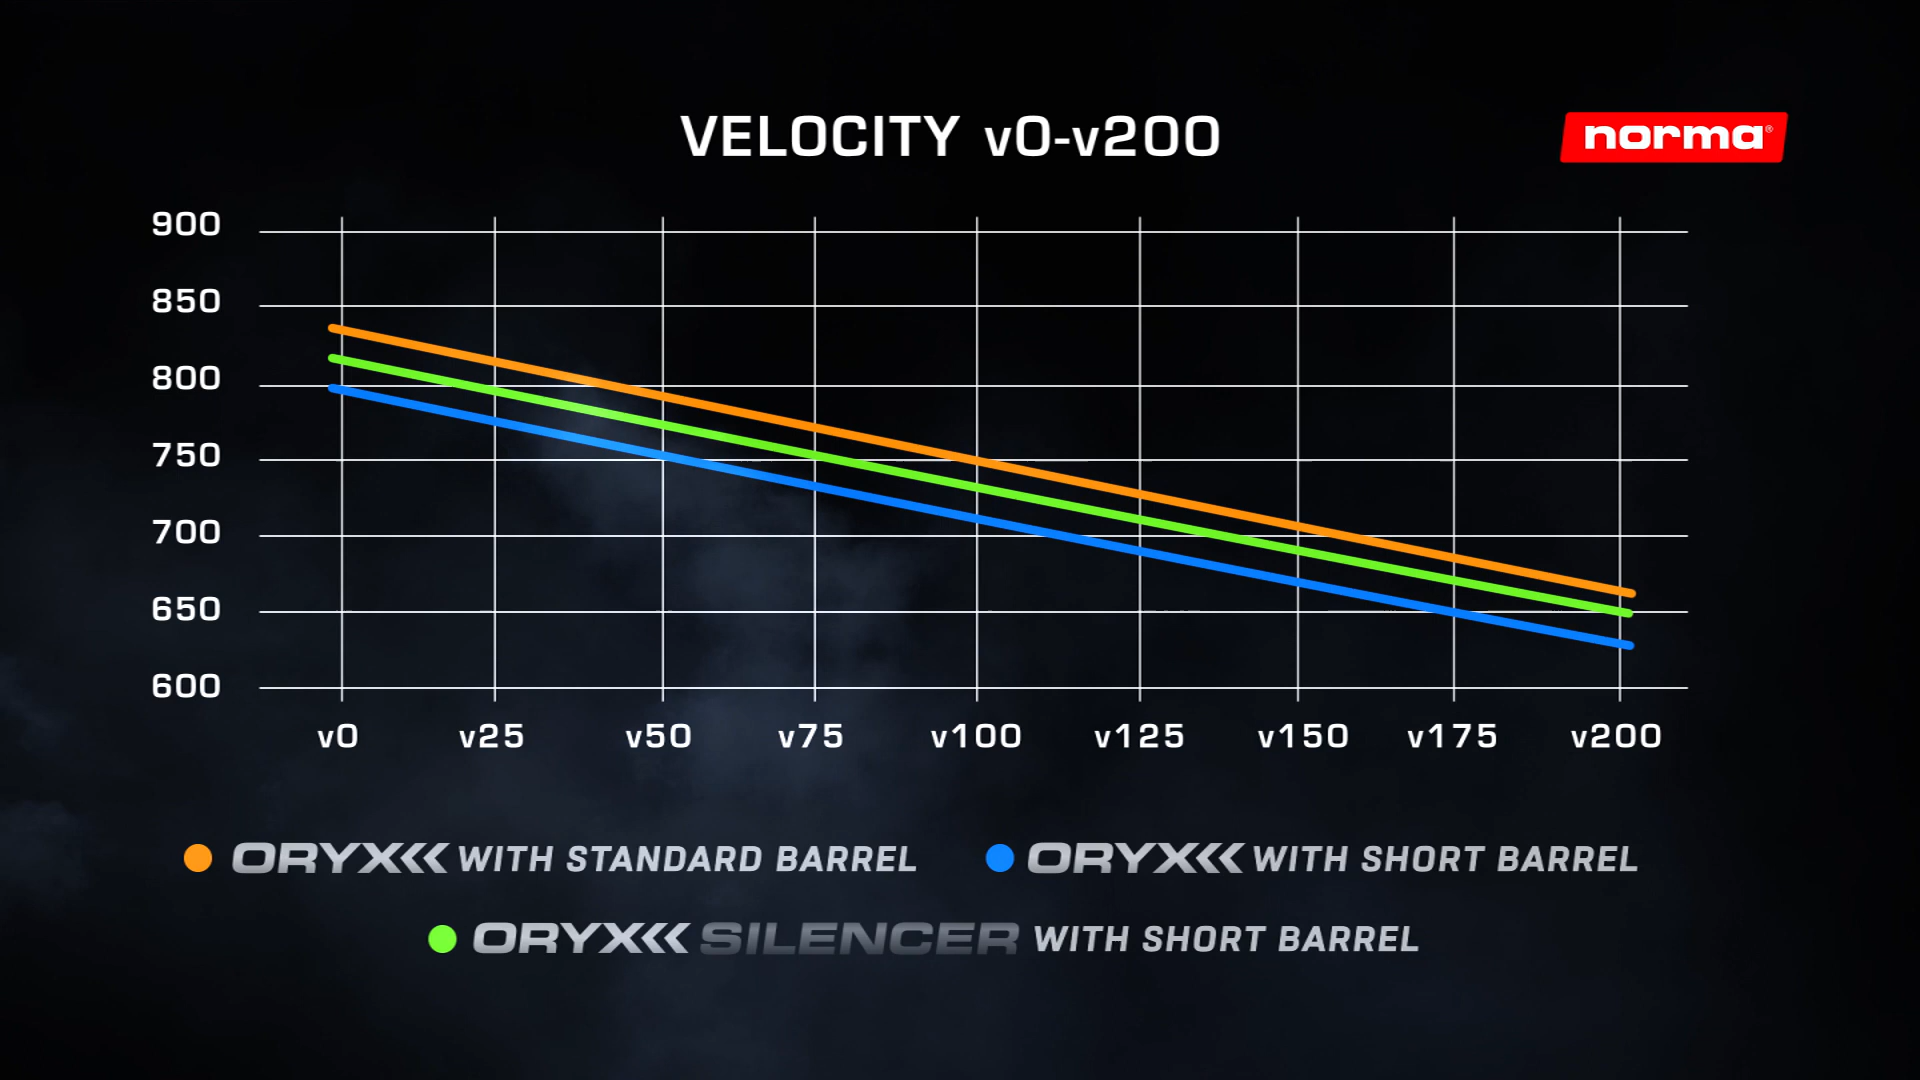 VELOCITY v0-v200
norma®
900
850
800
750
700
650
600
v0 v25 v50 v75 v100 v125 v150 v175 v200
ORYX WITH STANDARD BARREL
ORYX WITH SHORT BARREL
ORYX SILENCER WITH SHORT BARREL